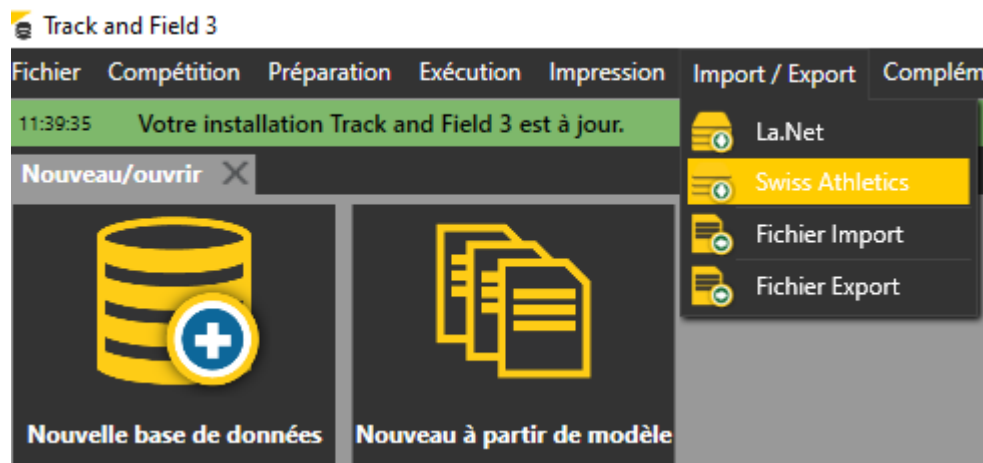 Track and Field 3
Fichier Compétition Préparation Exécution Impression Import / Export Complém
11:39:35 Votre installation Track and Field 3 est à jour.
La.Net
Nouveau/ouvrir
Swiss Athletics
Fichier Import
Fichier Export
Nouvelle base de données Nouveau à partir de modèle